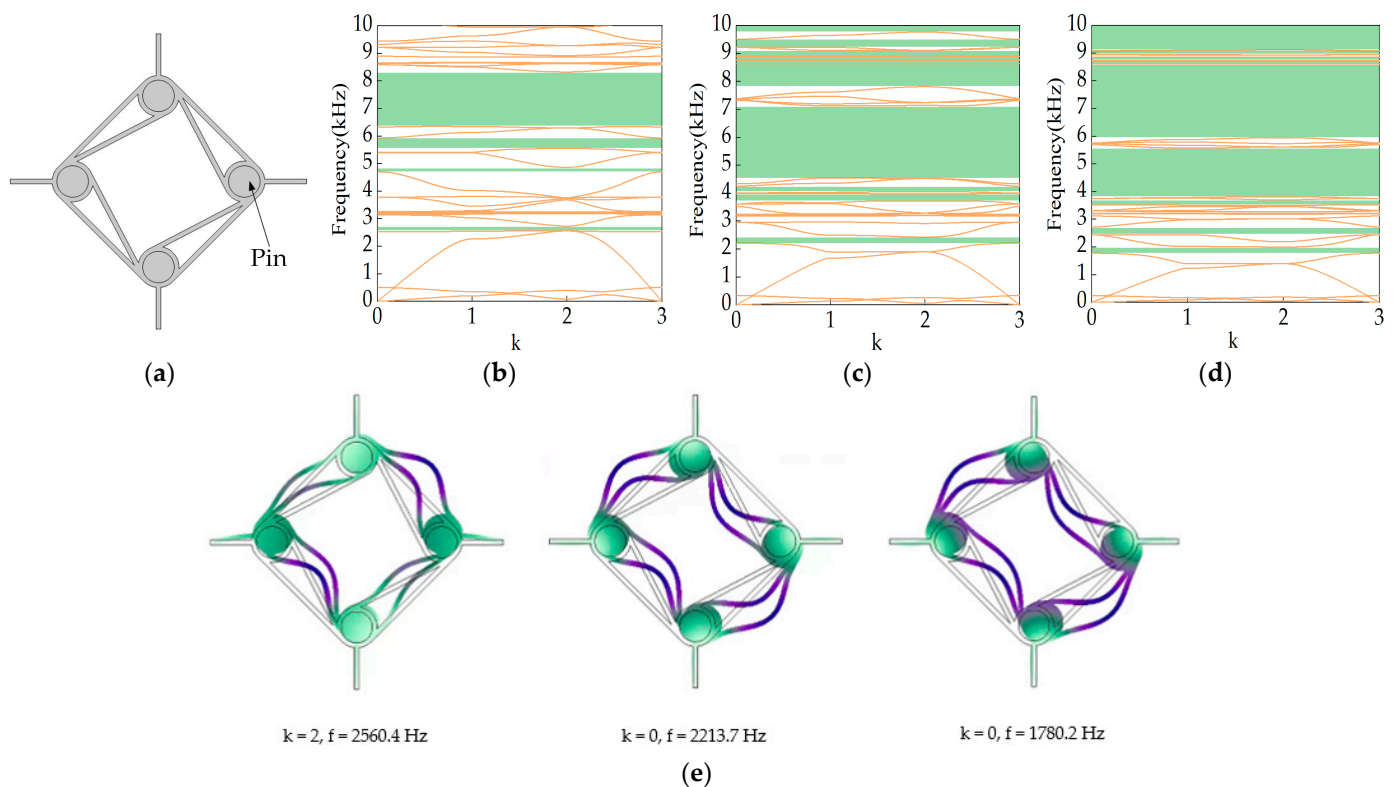 Pin
(a)
Frequency(kHz)
10
9
8
7
6
5
4
3
2
1
0
0 1 2 3
k
(b)
Frequency(kHz)
10
9
8
7
6
5
4
3
2
1
0
0 1 2 3
k
(c)
Frequency(kHz)
10
9
8
7
6
5
4
3
2
1
0
0 1 2 3
k
(d)
k = 2, f = 2560.4 Hz
k = 0, f = 2213.7 Hz
k = 0, f = 1780.2 Hz
(e)